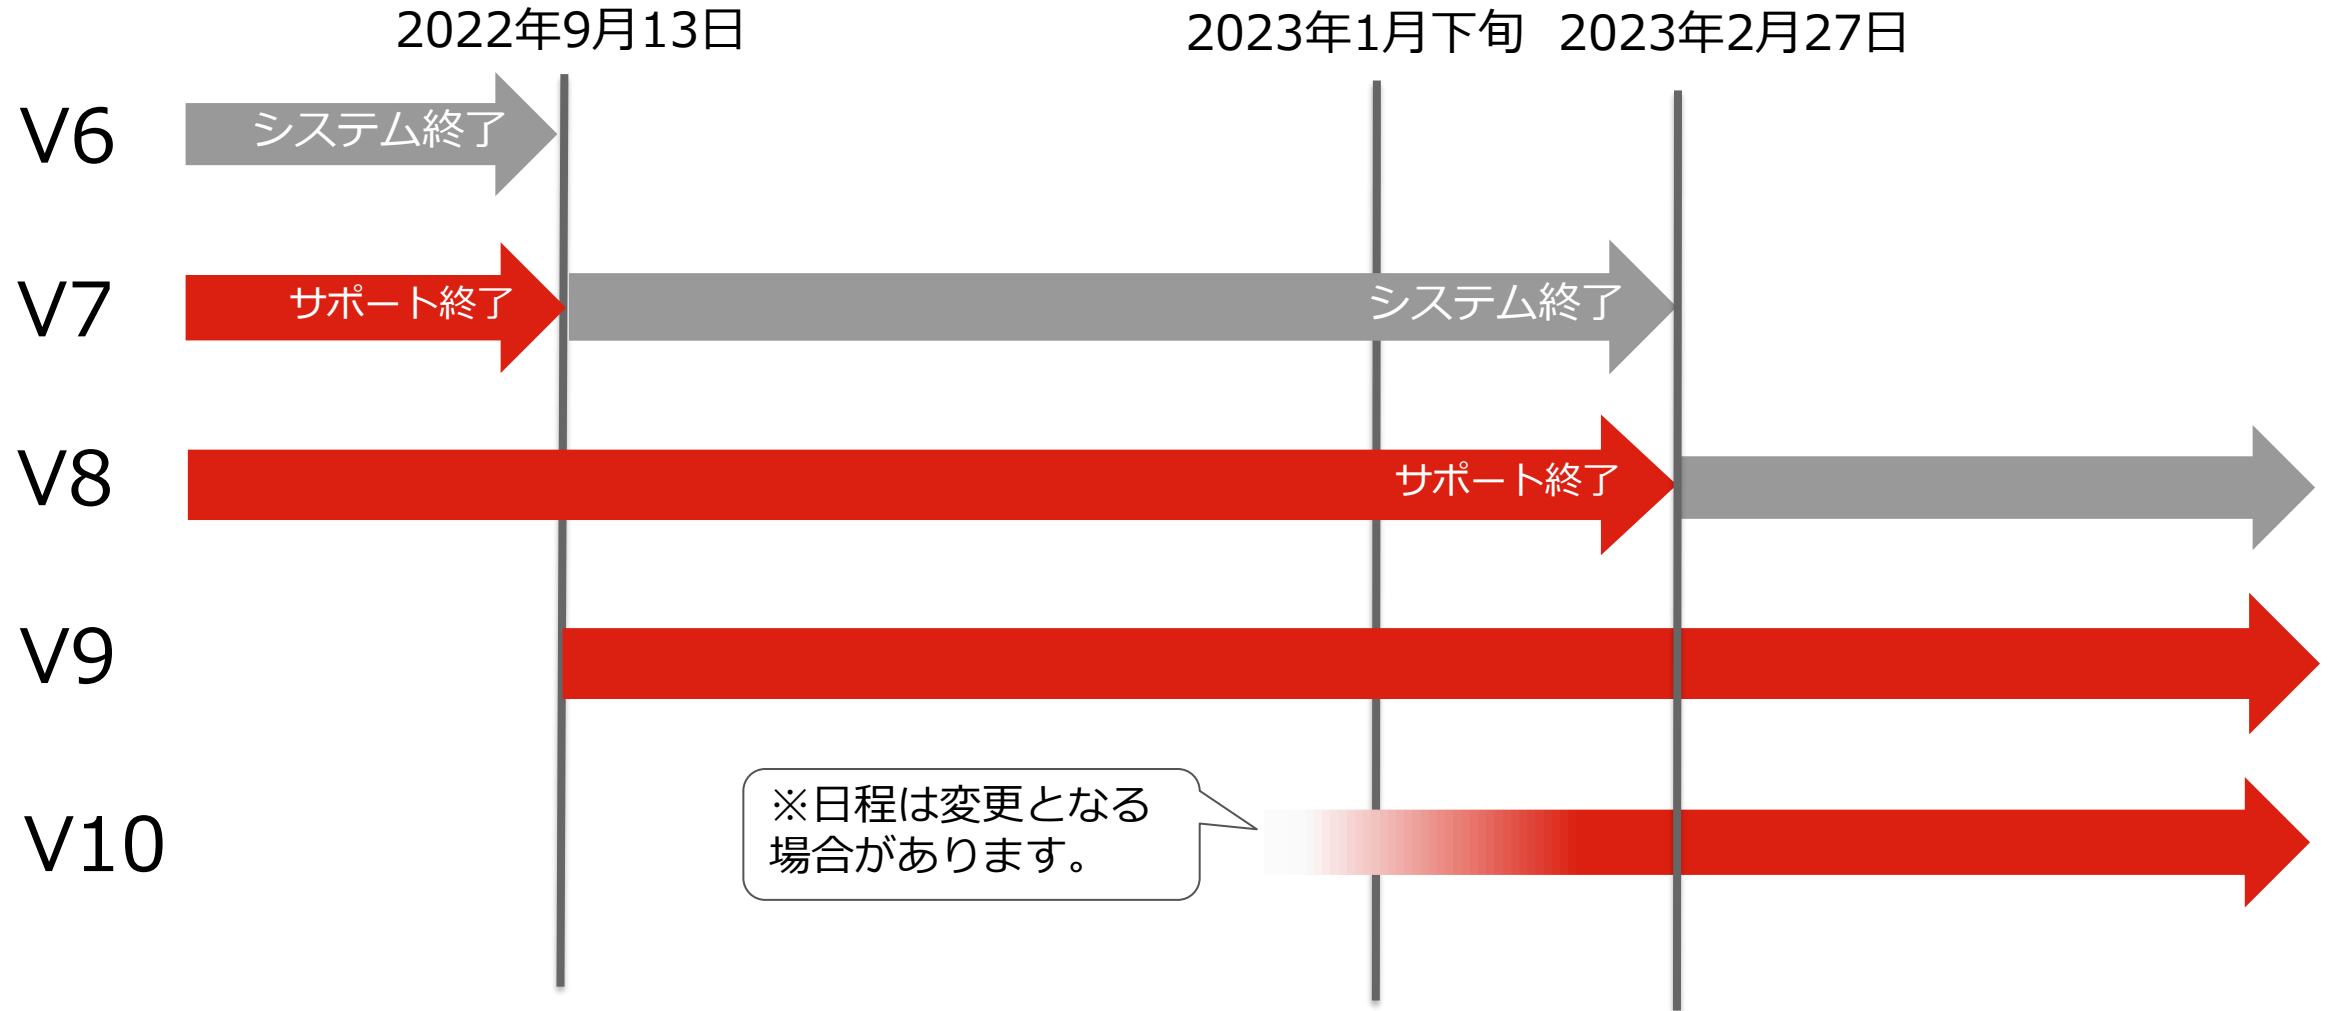 2022年9月13日
2023年1月下旬
2023年2月27日
V6
システム終了
V7
サポート終了
システム終了
V8
サポート終了
V9
V10
※日程は変更となる
場合があります。